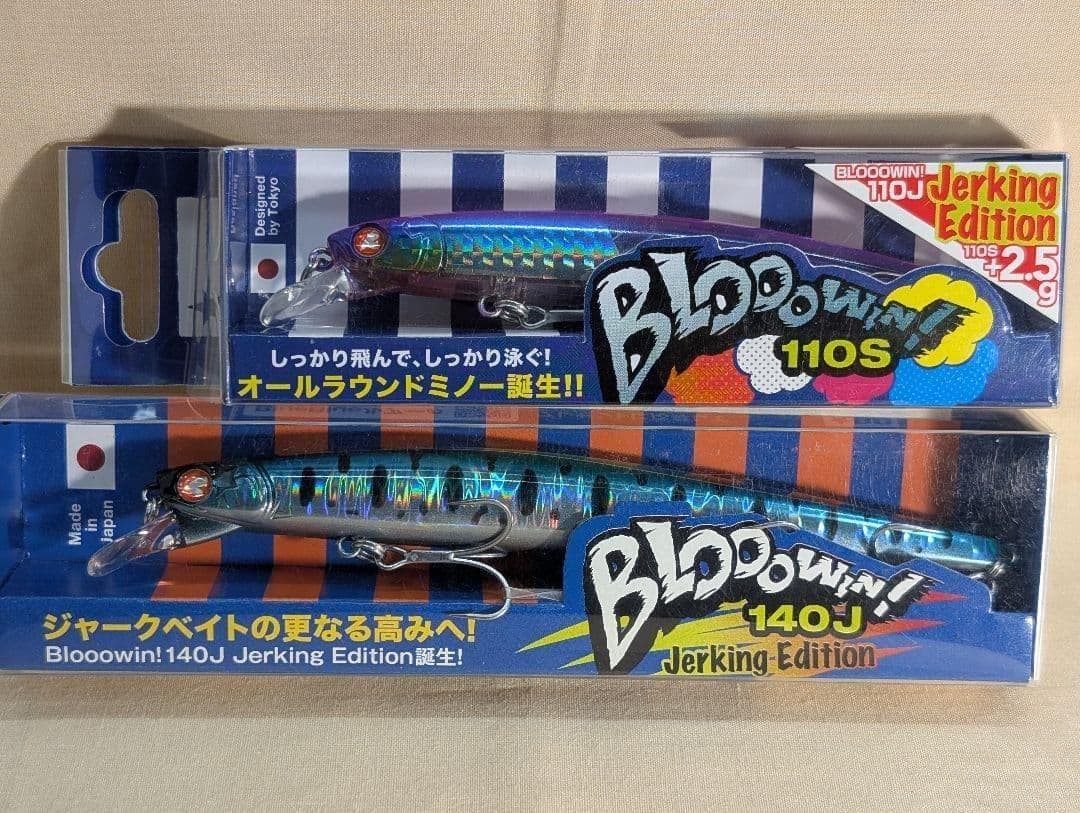 Designed
by Tokyo
BLOOOWIN!
110J
Jerking
Edition
110S
+2.5
g
BLOOOWIN!
110S
しっかり飛んで、しっかり泳ぐ!
オールラウンドミノー誕生!!
Made
in
Japan
BLOOOWIN!
140J
Jerking Edition
ジャークベイトの更なる高みへ!
Blooowin! 140J Jerking Edition誕生!